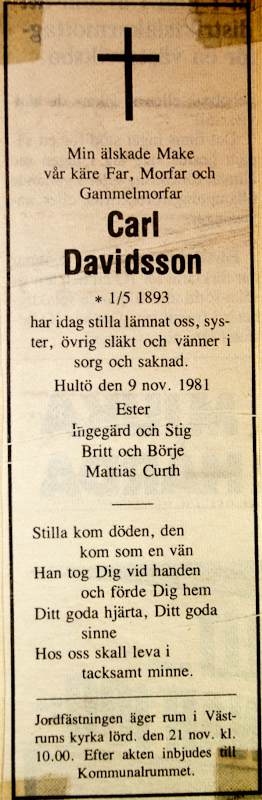 Min älskade Make
vår käre Far, Morfar och
Gammelmorfar
Carl
Davidsson
* 1/5 1893
har idag stilla lämnat oss, sys-
ter, övrig släkt och vänner i
sorg och saknad.
Hultö den 9 nov. 1981
Ester
Ingegärd och Stig
Britt och Börje
Mattias Curth
Stilla kom döden, den
kom som en vän
Han tog Dig vid handen
och förde Dig hem
Ditt goda hjärta, Ditt goda
sinne
Hos oss skall leva i
tacksamt minne.
Jordfästningen äger rum i Väst-
rums kyrka lörd. den 21 nov. kl.
10.00. Efter akten inbjudes till
Kommunalrummet.